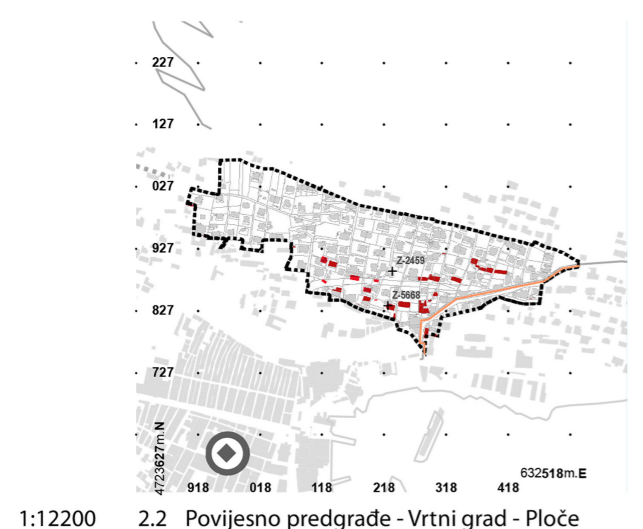 227
127
027
927
Z-2459
Z-5668
827
727
4723627m.N
632518m.E
918 018 118 218 318 418
1:12200 2.2 Povijesno predgrađe - Vrtni grad - Ploče